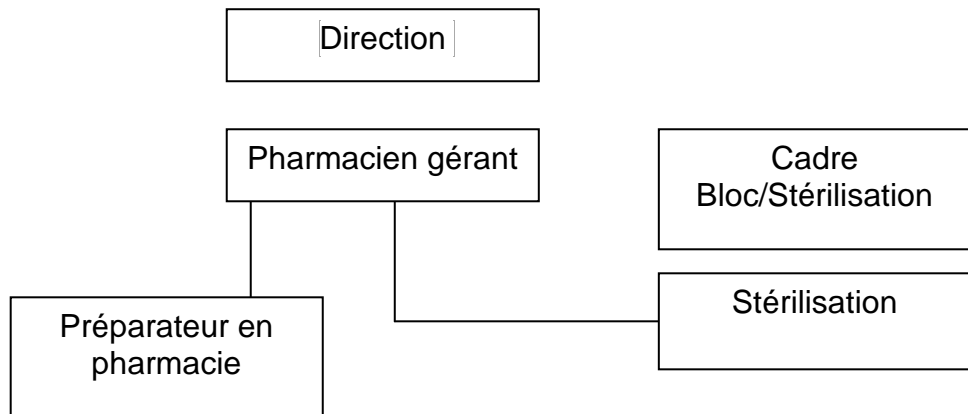 Direction
Pharmacien gérant
Cadre
Bloc/Stérilisation
Stérilisation
Préparateur en
pharmacie